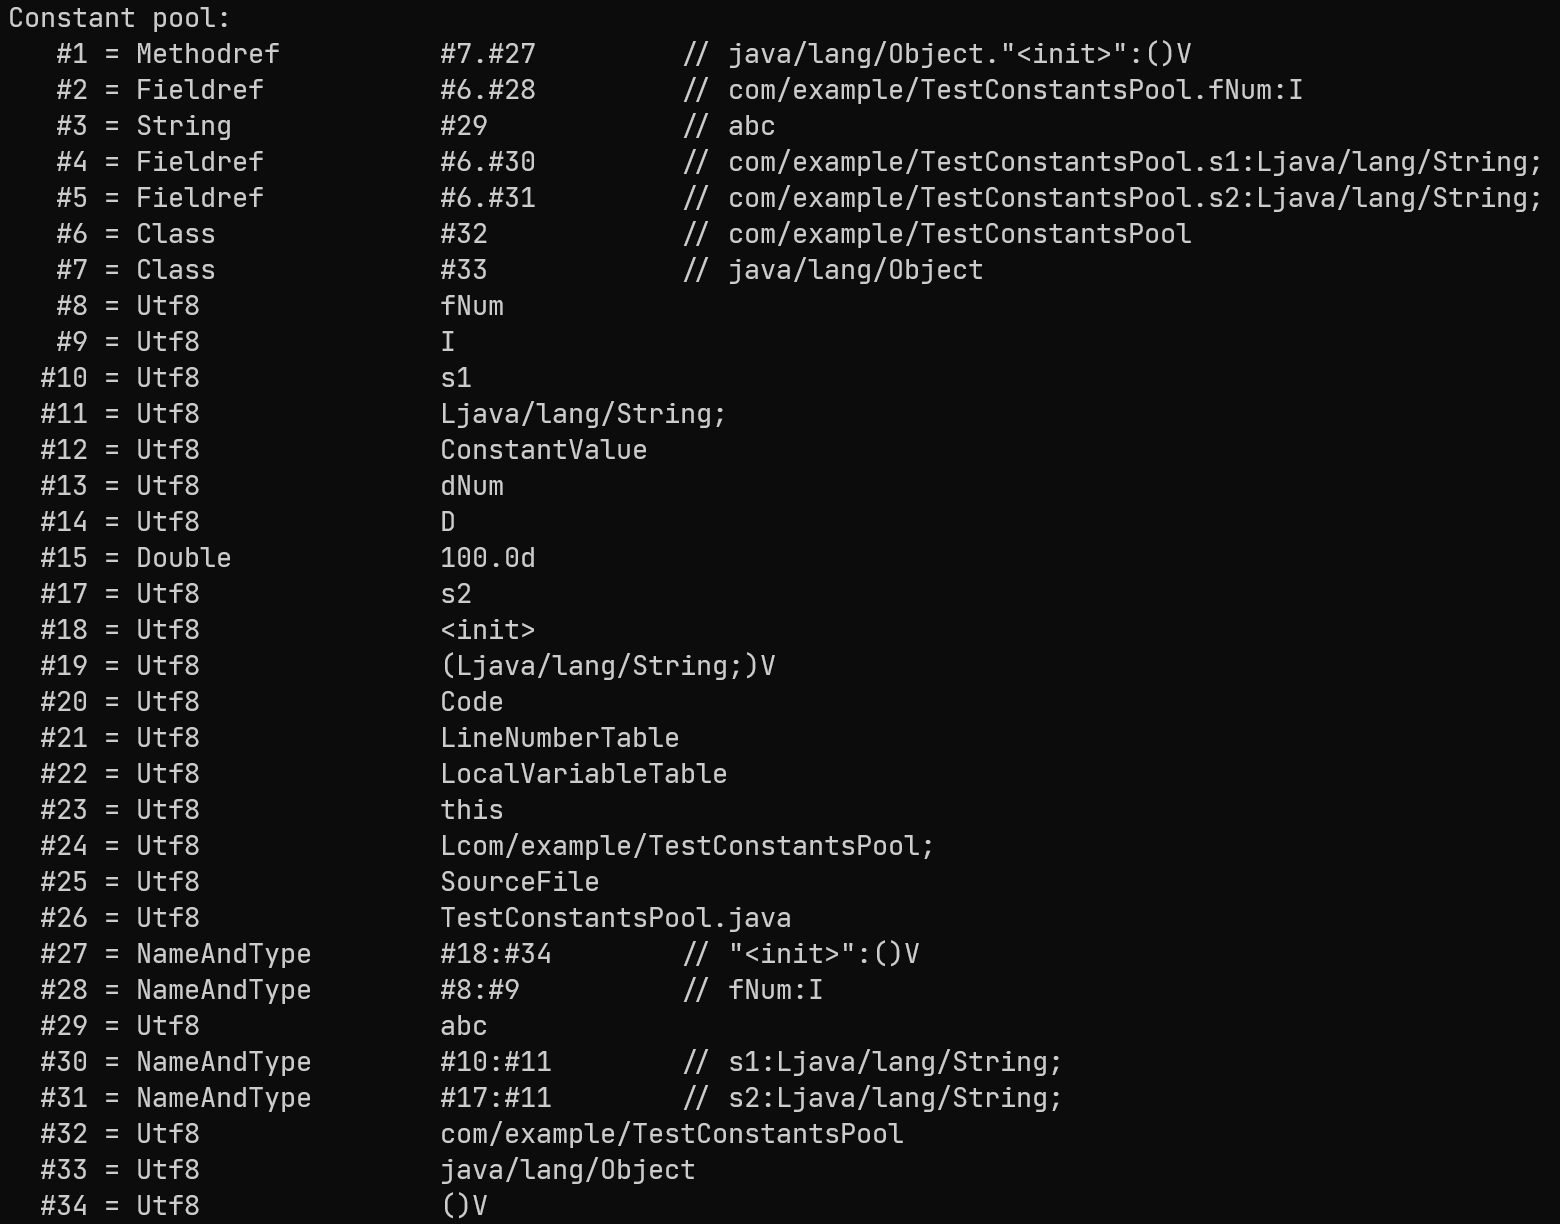 Constant pool:
   #1 = Methodref          #7.#27         // java/lang/Object."<init>":()V
   #2 = Fieldref           #6.#28         // com/example/TestConstantsPool.fNum:I
   #3 = String             #29            // abc
   #4 = Fieldref           #6.#30         // com/example/TestConstantsPool.s1:Ljava/lang/String;
   #5 = Fieldref           #6.#31         // com/example/TestConstantsPool.s2:Ljava/lang/String;
   #6 = Class              #32            // com/example/TestConstantsPool
   #7 = Class              #33            // java/lang/Object
   #8 = Utf8               fNum
   #9 = Utf8               I
  #10 = Utf8               s1
  #11 = Utf8               Ljava/lang/String;
  #12 = Utf8               ConstantValue
  #13 = Utf8               dNum
  #14 = Utf8               D
  #15 = Double             100.0d
  #17 = Utf8               s2
  #18 = Utf8               <init>
  #19 = Utf8               (Ljava/lang/String;)V
  #20 = Utf8               Code
  #21 = Utf8               LineNumberTable
  #22 = Utf8               LocalVariableTable
  #23 = Utf8               this
  #24 = Utf8               Lcom/example/TestConstantsPool;
  #25 = Utf8               SourceFile
  #26 = Utf8               TestConstantsPool.java
  #27 = NameAndType        #18:#34        // "<init>":()V
  #28 = NameAndType        #8:#9          // fNum:I
  #29 = Utf8               abc
  #30 = NameAndType        #10:#11        // s1:Ljava/lang/String;
  #31 = NameAndType        #17:#11        // s2:Ljava/lang/String;
  #32 = Utf8               com/example/TestConstantsPool
  #33 = Utf8               java/lang/Object
  #34 = Utf8               ()V